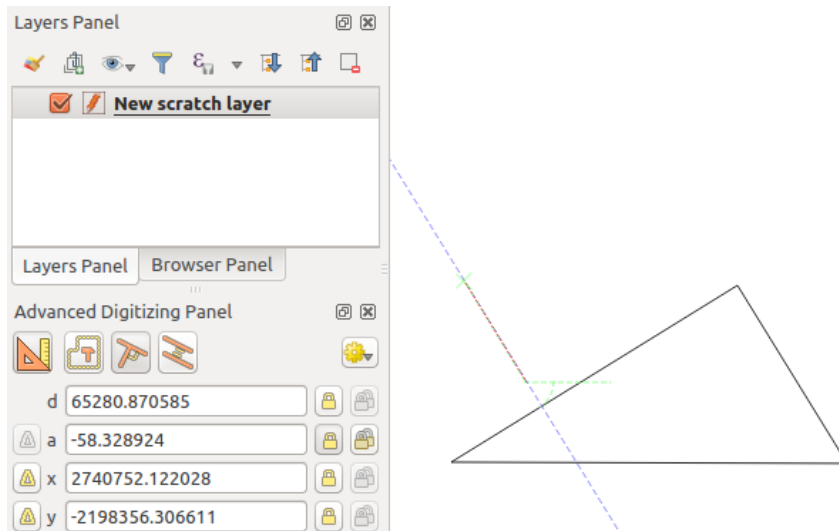 Layers Panel
New scratch layer
Layers Panel
Browser Panel
Advanced Digitizing Panel
d 65280.870585
a -58.328924
x 2740752.122028
y -2198356.306611